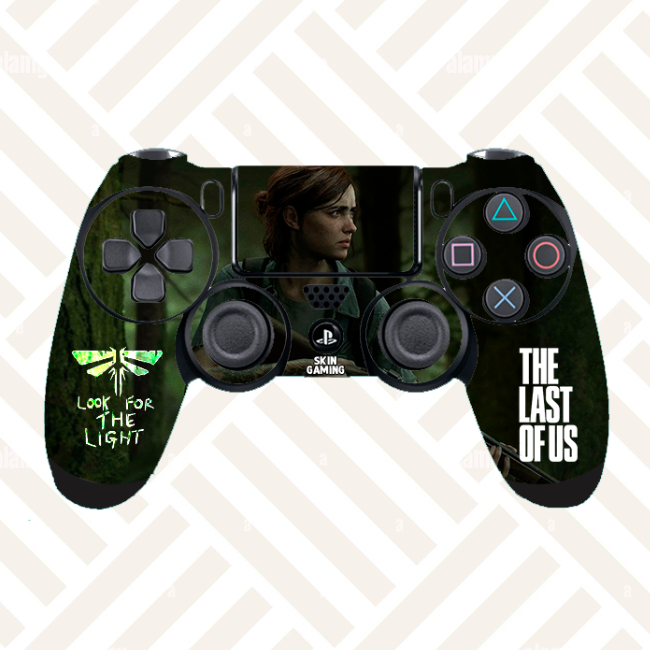 SKIN
GAMING
LOOK FOR
THE
LIGHT
THE
LAST
OF US